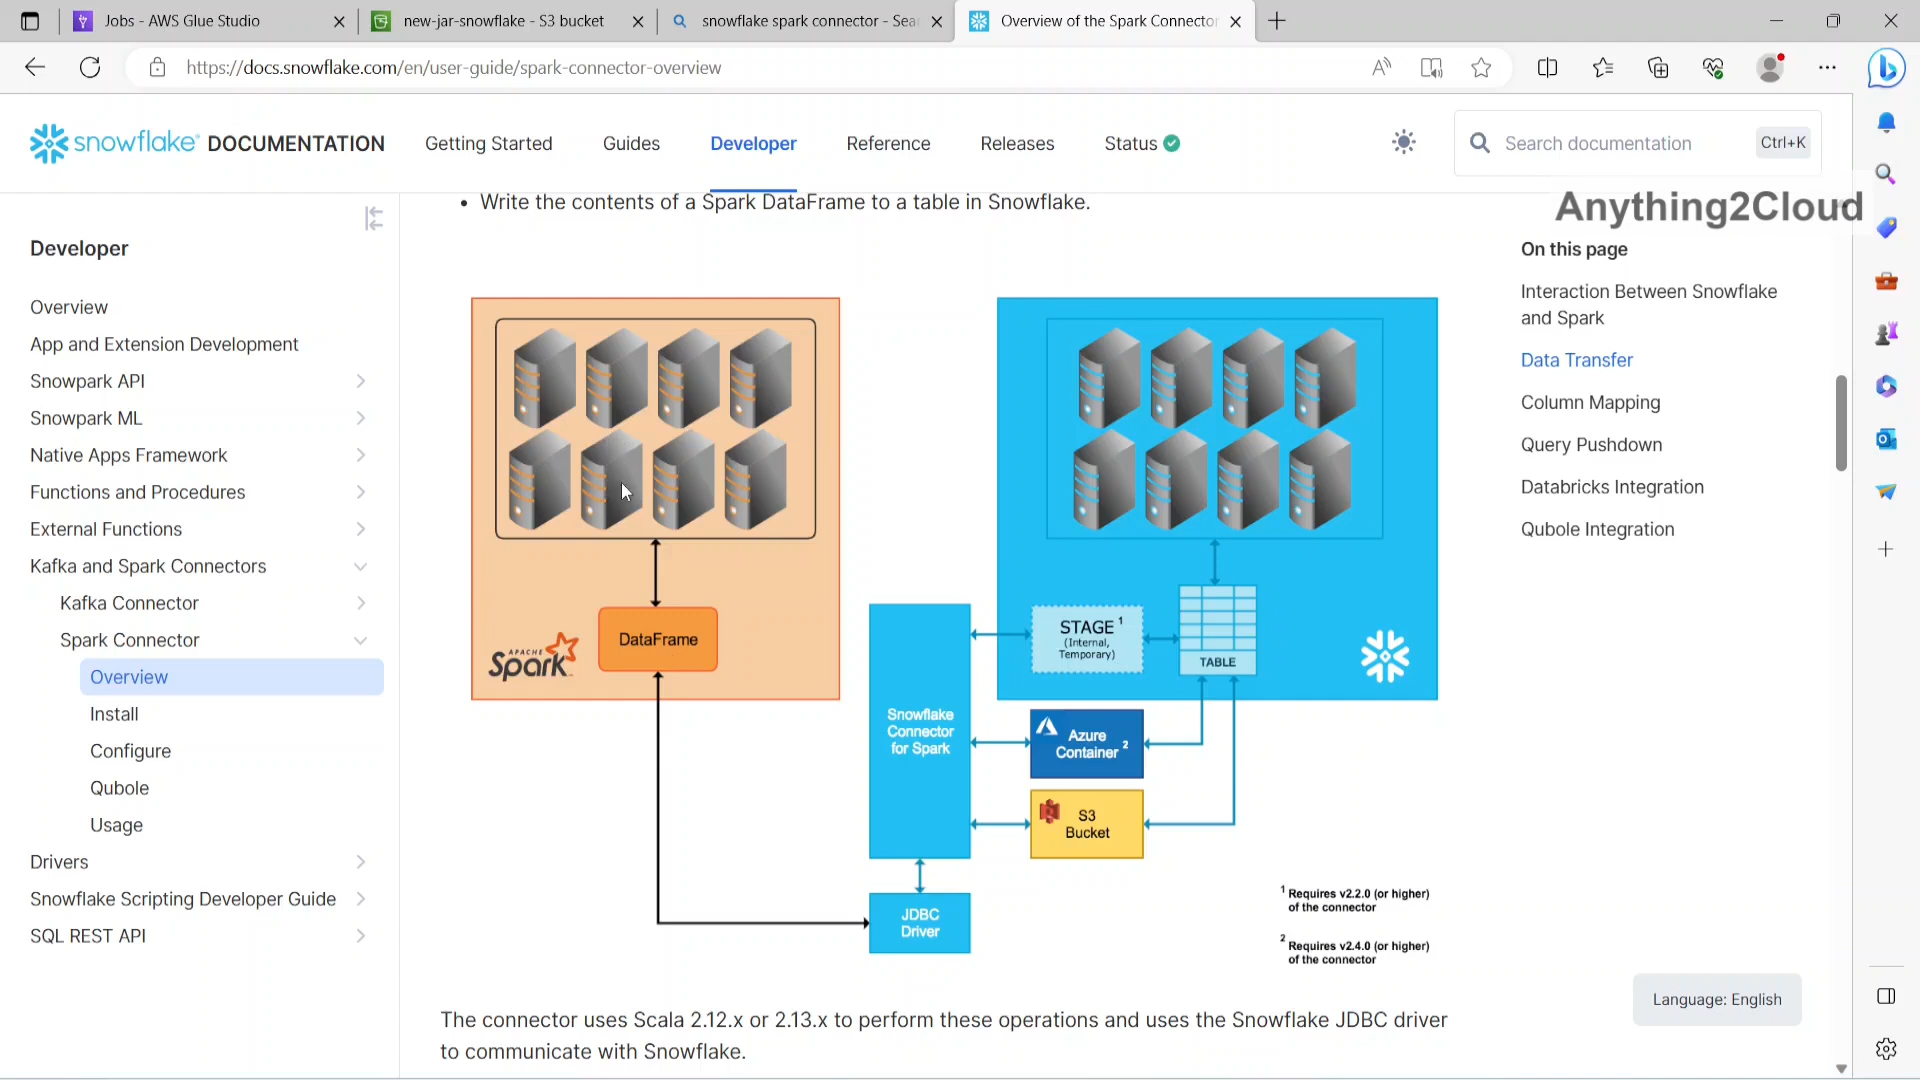 Jobs - AWS Glue Studio
new-jar-snowflake - S3 bucket
snowflake spark connector - Sea
Overview of the Spark Connector
https://docs.snowflake.com/en/user-guide/spark-connector-overview
snowflake DOCUMENTATION
Getting Started
Guides
Developer
Reference
Releases
Status
Search documentation
Ctrl+K
Anything2Cloud
Developer
Overview
App and Extension Development
Snowpark API
Snowpark ML
Native Apps Framework
Functions and Procedures
External Functions
Kafka and Spark Connectors
Kafka Connector
Spark Connector
Overview
Install
Configure
Qubole
Usage
Drivers
Snowflake Scripting Developer Guide
SQL REST API
• Write the contents of a Spark DataFrame to a table in Snowflake.
APACHE
Spark
DataFrame
Snowflake
Connector
for Spark
JDBC
Driver
STAGE 1
(Internal,
Temporary)
TABLE
Azure
Container 2
S3
Bucket
1 Requires v2.2.0 (or higher)
of the connector
2 Requires v2.4.0 (or higher)
of the connector
The connector uses Scala 2.12.x or 2.13.x to perform these operations and uses the Snowflake JDBC driver
to communicate with Snowflake.
On this page
Interaction Between Snowflake
and Spark
Data Transfer
Column Mapping
Query Pushdown
Databricks Integration
Qubole Integration
Language: English